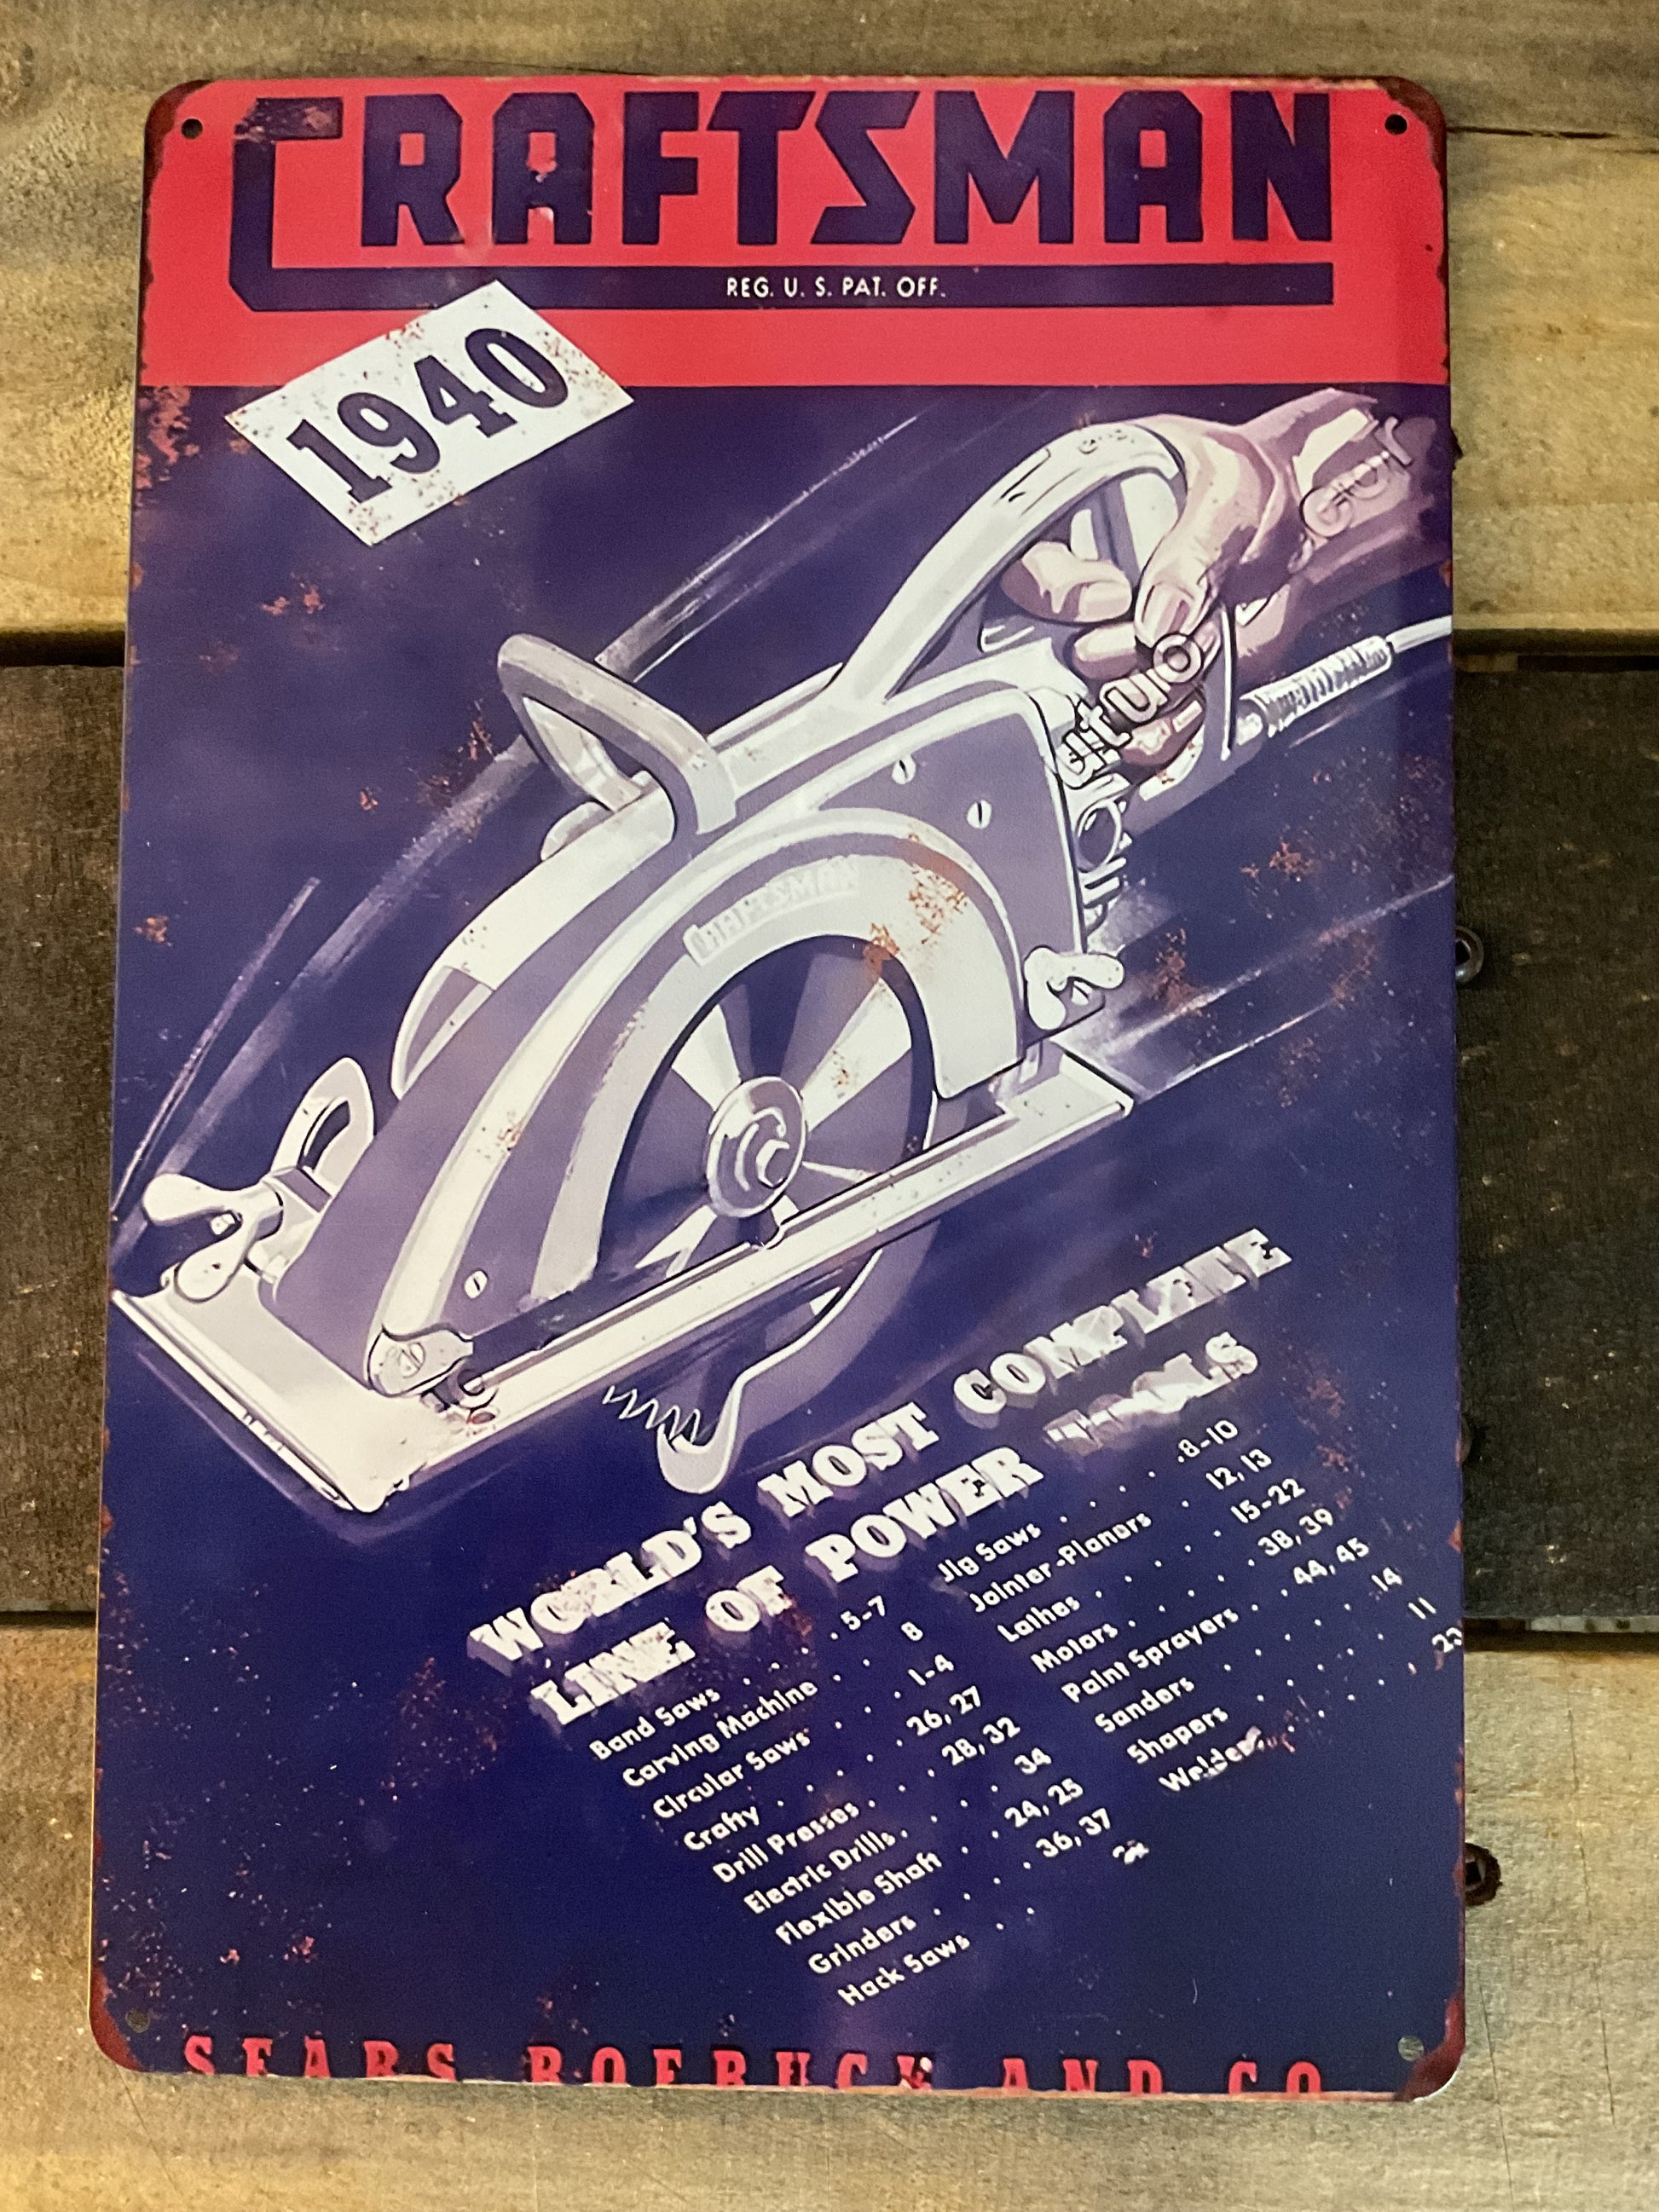 CRAFTSMAN
REG. U. S. PAT. OFF.
1940
CRAFTSMAN
WORLD'S MOST COMPLETE
LINE OF POWER TOOLS
Band Saws . . . . 5-7
Carving Machine . . . 8
Circular Saws . . . . 1-4
Crafty . . . . . 26, 27
Drill Presses . . . 28, 32
Electric Drills . . . . 34
Flexible Shaft . . . 24, 25
Grinders . . . . 36, 37
Hack Saws . . .
Jig Saws . . . . . 8-10
Jointer-Planers . . 12, 13
Lathes . . . . . 15-22
Motors . . . . . 38, 39
Paint Sprayers . . 44, 45
Sanders . . . . . . 14
Shapers . . . . . . 11
Welders . . . . .
SEARS ROEBUCK AND CO